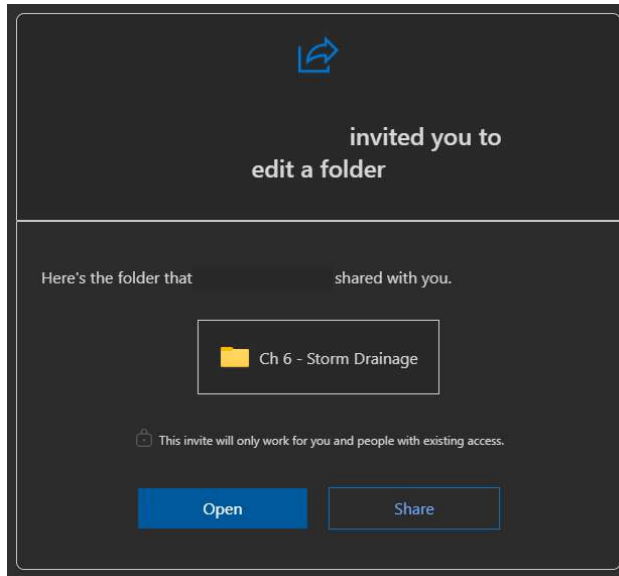 invited you to
edit a folder
Here's the folder that shared with you.
Ch 6 - Storm Drainage
This invite will only work for you and people with existing access.
Open Share